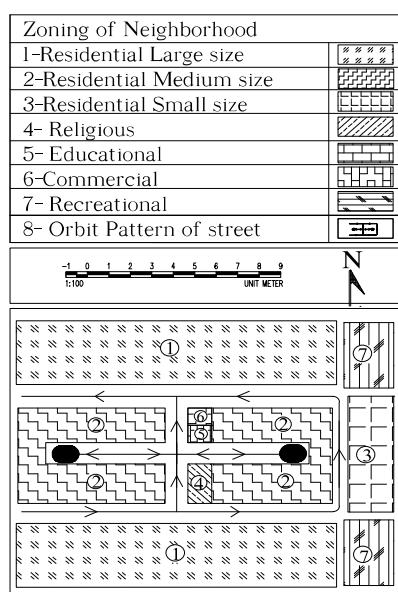 Zoning of Neighborhood
1-Residential Large size
2-Residential Medium size
3-Residential Small size
4- Religious
5- Educational
6-Commercial
7- Recreational
8- Orbit Pattern of street
-1 0 1 2 3 4 5 6 7 8 9
1:100 UNIT METER
N
1 7
6
2 2
5
3
2 4 2
1 7